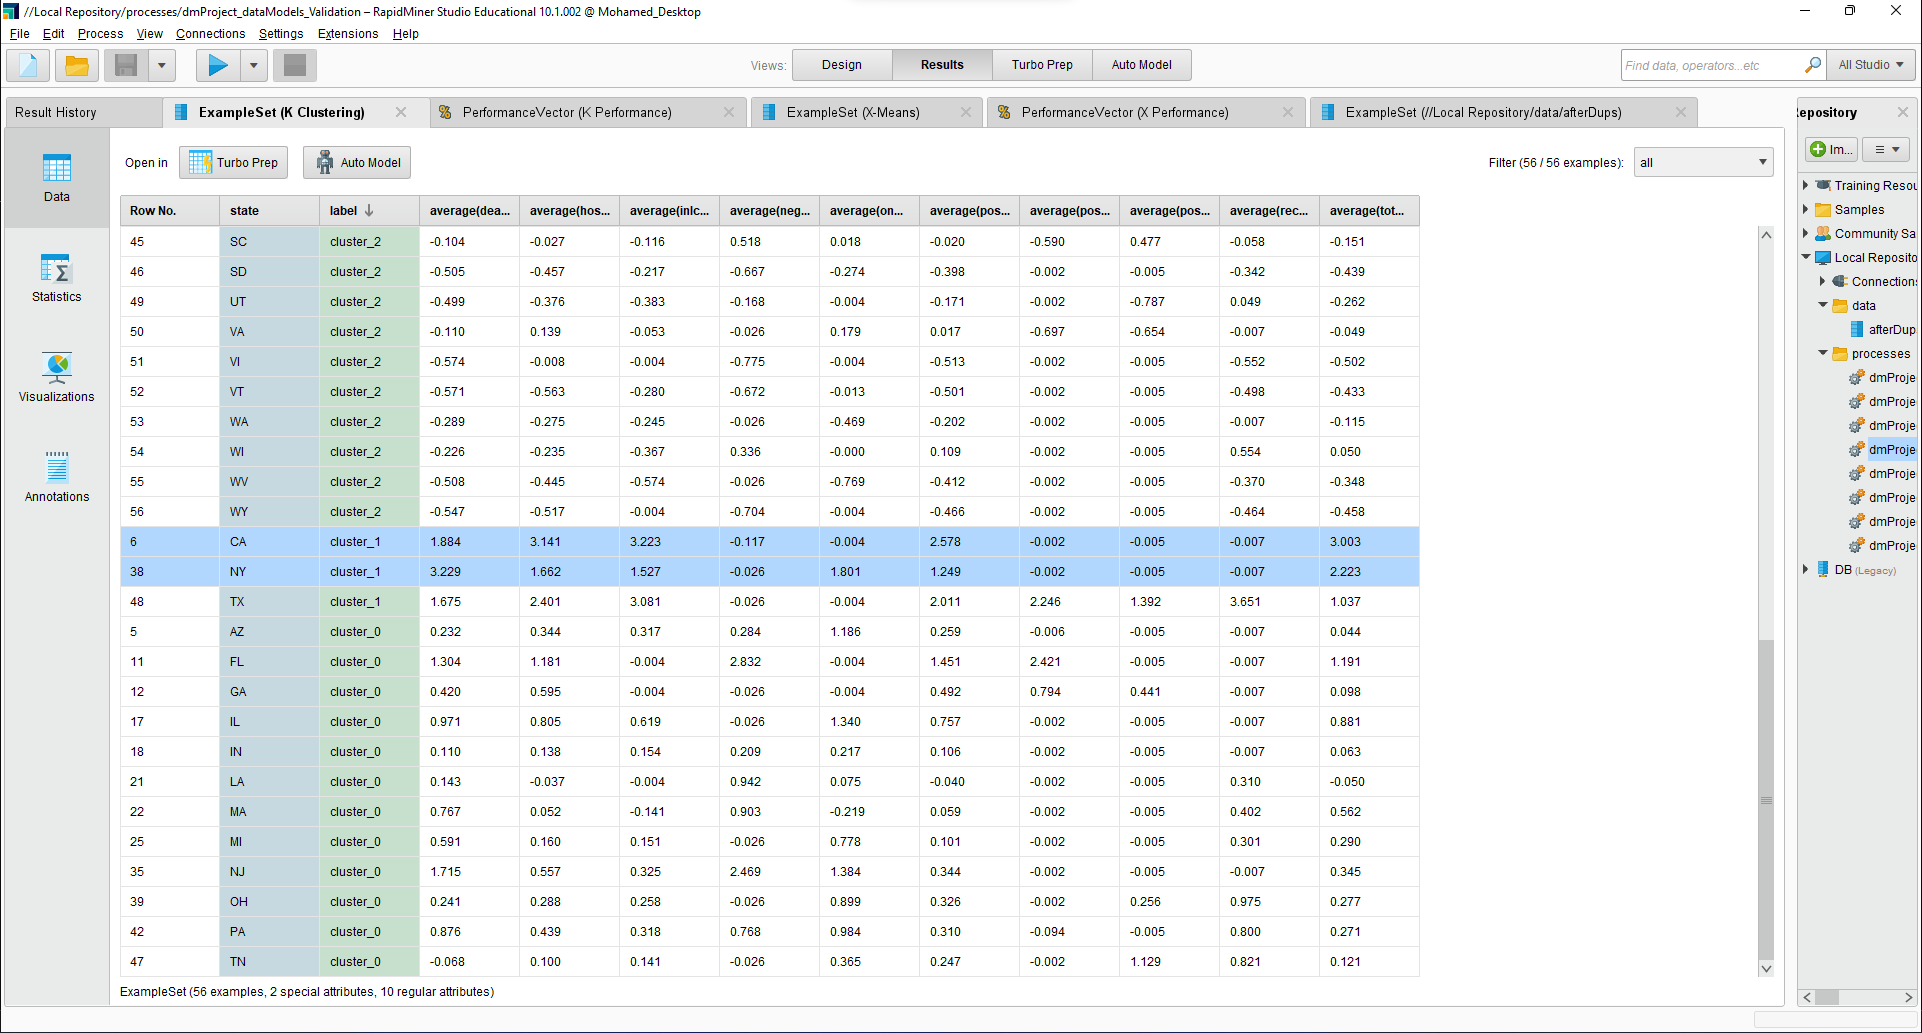 //Local Repository/processes/dmProject_dataModels_Validation – RapidMiner Studio Educational 10.1.002 @ Mohamed_Desktop
File Edit Process View Connections Settings Extensions Help
Views: Design Results Turbo Prep Auto Model Find data, operators...etc All Studio
Result History ExampleSet (K Clustering) PerformanceVector (K Performance) ExampleSet (X-Means) PerformanceVector (X Performance) ExampleSet (//Local Repository/data/afterDups)
Open in Turbo Prep Auto Model Filter (56 / 56 examples): all
Row No. state label average(dea... average(hos... average(inlc... average(neg... average(on... average(pos... average(pos... average(pos... average(rec... average(tot...
45 SC cluster_2 -0.104 -0.027 -0.116 0.518 0.018 -0.020 -0.590 0.477 -0.058 -0.151
46 SD cluster_2 -0.505 -0.457 -0.217 -0.667 -0.274 -0.398 -0.002 -0.005 -0.342 -0.439
49 UT cluster_2 -0.499 -0.376 -0.383 -0.168 -0.004 -0.171 -0.002 -0.787 0.049 -0.262
50 VA cluster_2 -0.110 0.139 -0.053 -0.026 0.179 0.017 -0.697 -0.654 -0.007 -0.049
51 VI cluster_2 -0.574 -0.008 -0.004 -0.775 -0.004 -0.513 -0.002 -0.005 -0.552 -0.502
52 VT cluster_2 -0.571 -0.563 -0.280 -0.672 -0.013 -0.501 -0.002 -0.005 -0.498 -0.433
53 WA cluster_2 -0.289 -0.275 -0.245 -0.026 -0.469 -0.202 -0.002 -0.005 -0.007 -0.115
54 WI cluster_2 -0.226 -0.235 -0.367 0.336 -0.000 0.109 -0.002 -0.005 0.554 0.050
55 WV cluster_2 -0.508 -0.445 -0.574 -0.026 -0.769 -0.412 -0.002 -0.005 -0.370 -0.348
56 WY cluster_2 -0.547 -0.517 -0.004 -0.704 -0.004 -0.466 -0.002 -0.005 -0.464 -0.458
6 CA cluster_1 1.884 3.141 3.223 -0.117 -0.004 2.578 -0.002 -0.005 -0.007 3.003
38 NY cluster_1 3.229 1.662 1.527 -0.026 1.801 1.249 -0.002 -0.005 -0.007 2.223
48 TX cluster_1 1.675 2.401 3.081 -0.026 -0.004 2.011 2.246 1.392 3.651 1.037
5 AZ cluster_0 0.232 0.344 0.317 0.284 1.186 0.259 -0.006 -0.005 -0.007 0.044
11 FL cluster_0 1.304 1.181 -0.004 2.832 -0.004 1.451 2.421 -0.005 -0.007 1.191
12 GA cluster_0 0.420 0.595 -0.004 -0.026 -0.004 0.492 0.794 0.441 -0.007 0.098
17 IL cluster_0 0.971 0.805 0.619 -0.026 1.340 0.757 -0.002 -0.005 -0.007 0.881
18 IN cluster_0 0.110 0.138 0.154 0.209 0.217 0.106 -0.002 -0.005 -0.007 0.063
21 LA cluster_0 0.143 -0.037 -0.004 0.942 0.075 -0.040 -0.002 -0.005 0.310 -0.050
22 MA cluster_0 0.767 0.052 -0.141 0.903 -0.219 0.059 -0.002 -0.005 0.402 0.562
25 MI cluster_0 0.591 0.160 0.151 -0.026 0.778 0.101 -0.002 -0.005 0.301 0.290
35 NJ cluster_0 1.715 0.557 0.325 2.469 1.384 0.344 -0.002 -0.005 -0.007 0.345
39 OH cluster_0 0.241 0.288 0.258 -0.026 0.899 0.326 -0.002 0.256 0.975 0.277
42 PA cluster_0 0.876 0.439 0.318 0.768 0.984 0.310 -0.094 -0.005 0.800 0.271
47 TN cluster_0 -0.068 0.100 0.141 -0.026 0.365 0.247 -0.002 1.129 0.821 0.121
ExampleSet (56 examples, 2 special attributes, 10 regular attributes)
Data
Statistics
Visualizations
Annotations
epository
Im...
Training Resou
Samples
Community Sa
Local Reposito
Connections
data
afterDup
processes
dmProje
dmProje
dmProje
dmProje
dmProje
dmProje
dmProje
dmProje
DB (Legacy)